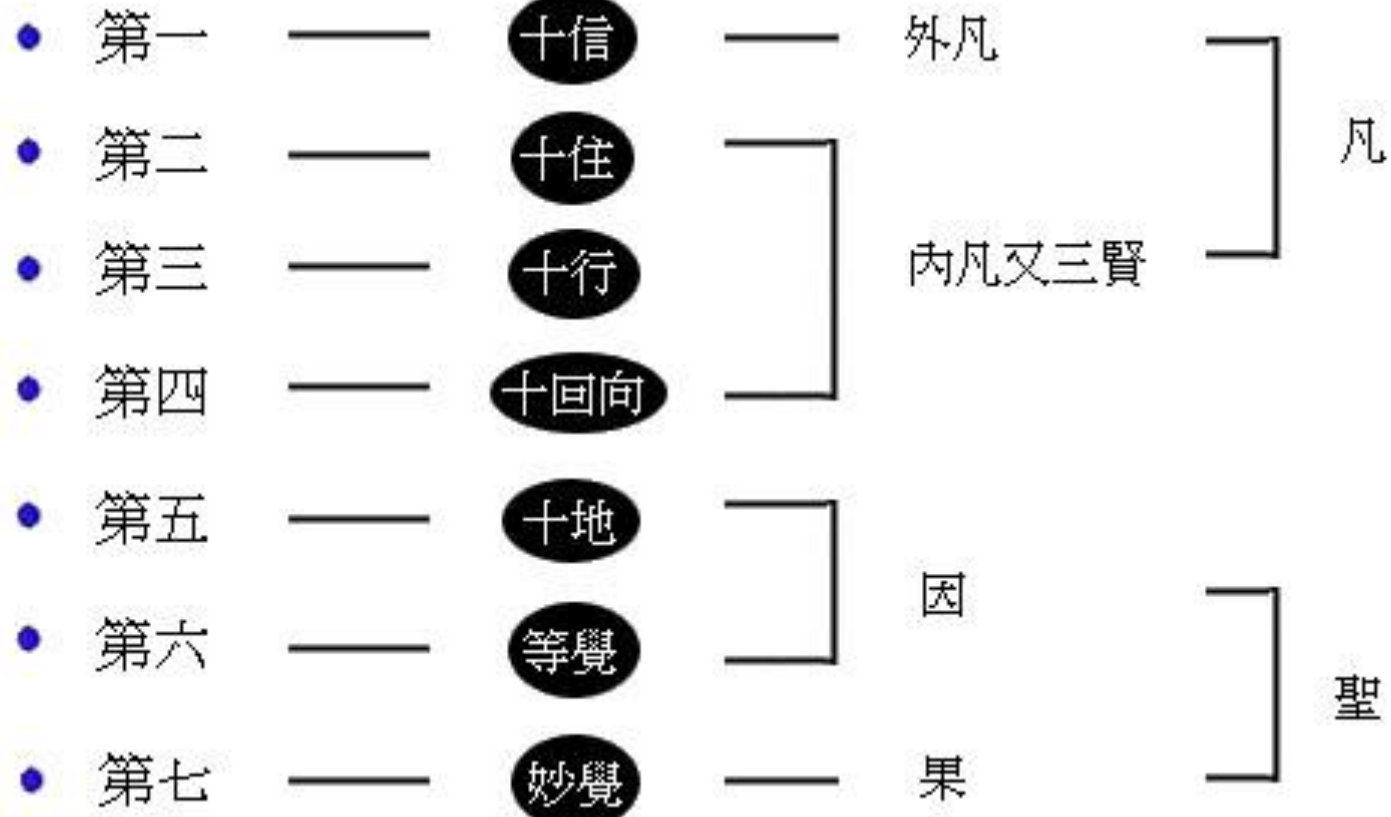 第一 十信 外凡
凡
第二 十住
第三 十行 內凡又三賢
第四 十回向
第五 十地
因
第六 等覺
聖
第七 妙覺 果